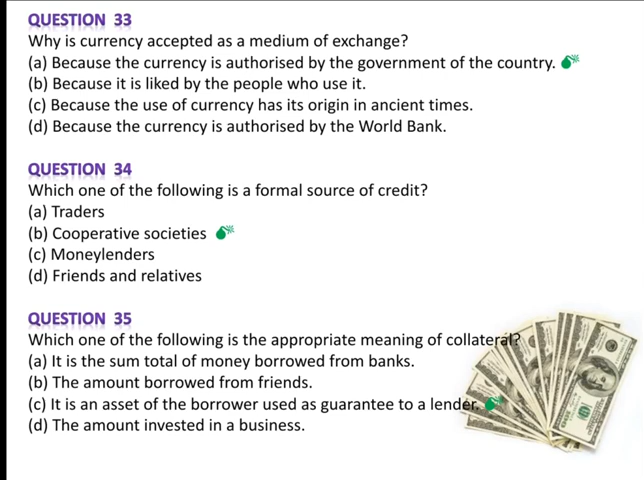 QUESTION 33
Why is currency accepted as a medium of exchange?
(a) Because the currency is authorised by the government of the country.
(b) Because it is liked by the people who use it.
(c) Because the use of currency has its origin in ancient times.
(d) Because the currency is authorised by the World Bank.
QUESTION 34
Which one of the following is a formal source of credit?
(a) Traders
(b) Cooperative societies
(c) Moneylenders
(d) Friends and relatives
QUESTION 35
Which one of the following is the appropriate meaning of collateral?
(a) It is the sum total of money borrowed from banks.
(b) The amount borrowed from friends.
(c) It is an asset of the borrower used as guarantee to a lender.
(d) The amount invested in a business.